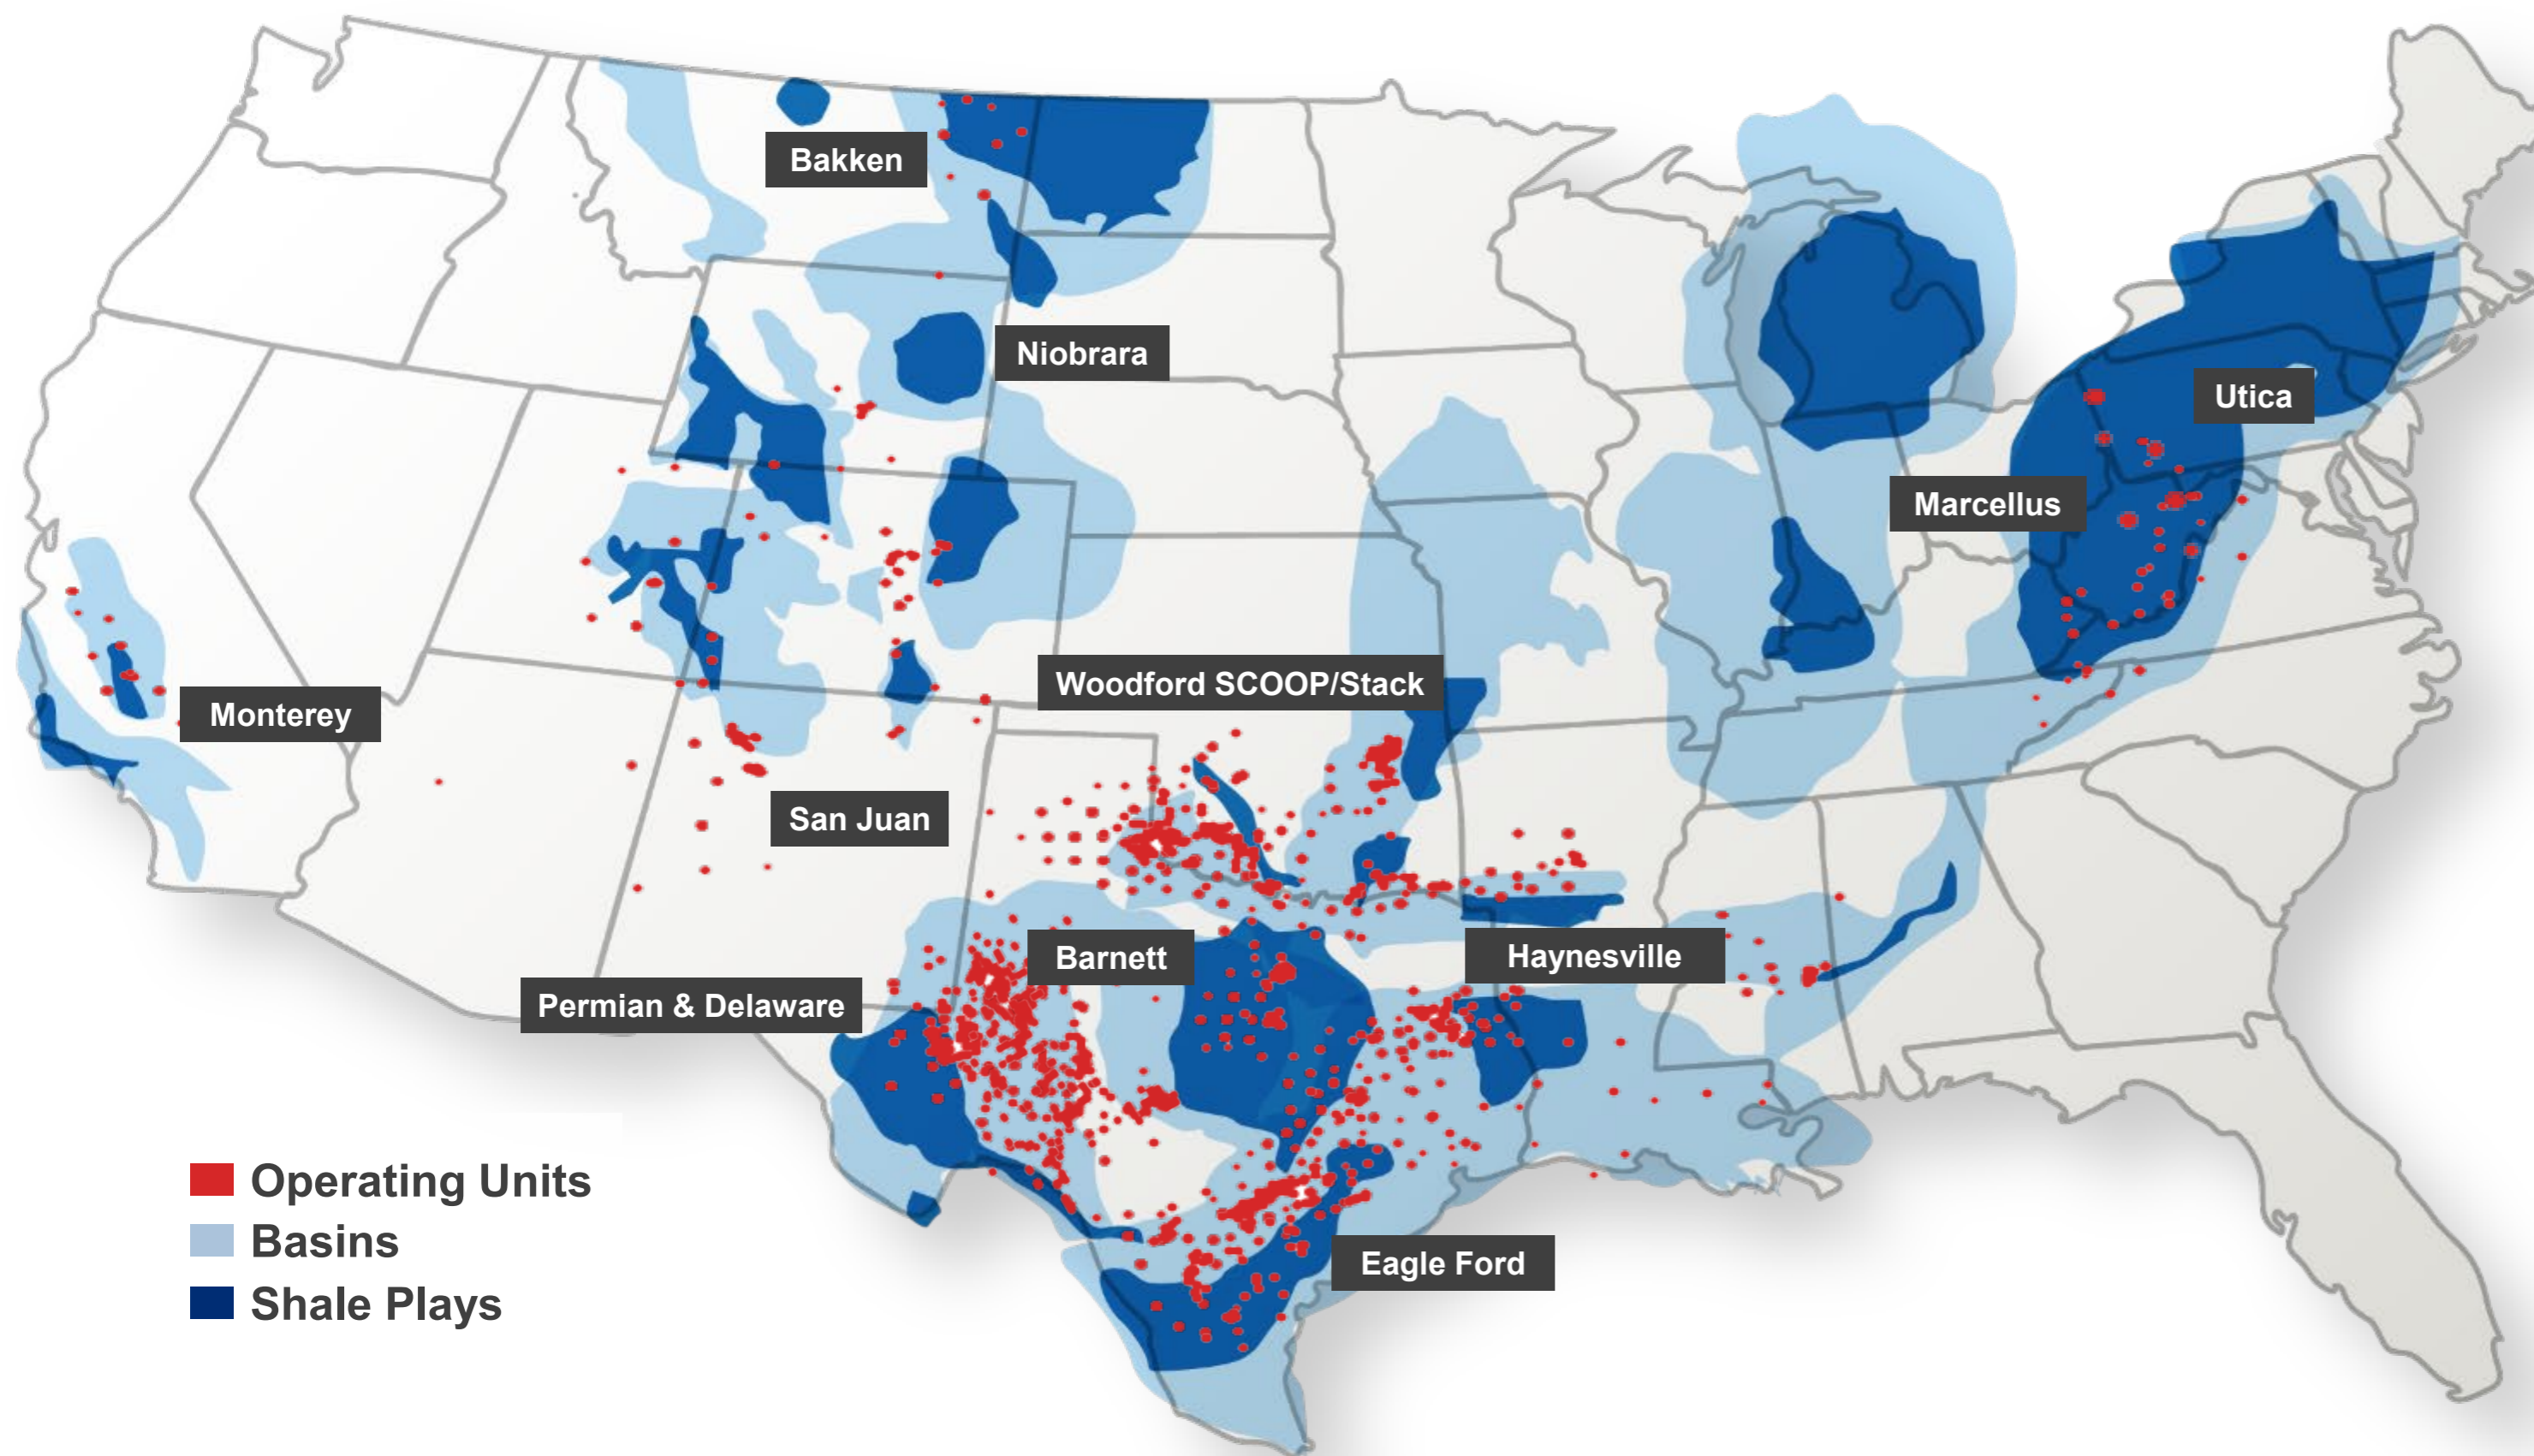 Bakken
Niobrara
Utica
Marcellus
Woodford SCOOP/Stack
Monterey
San Juan
Barnett
Haynesville
Permian & Delaware
Eagle Ford
Operating Units
Basins
Shale Plays